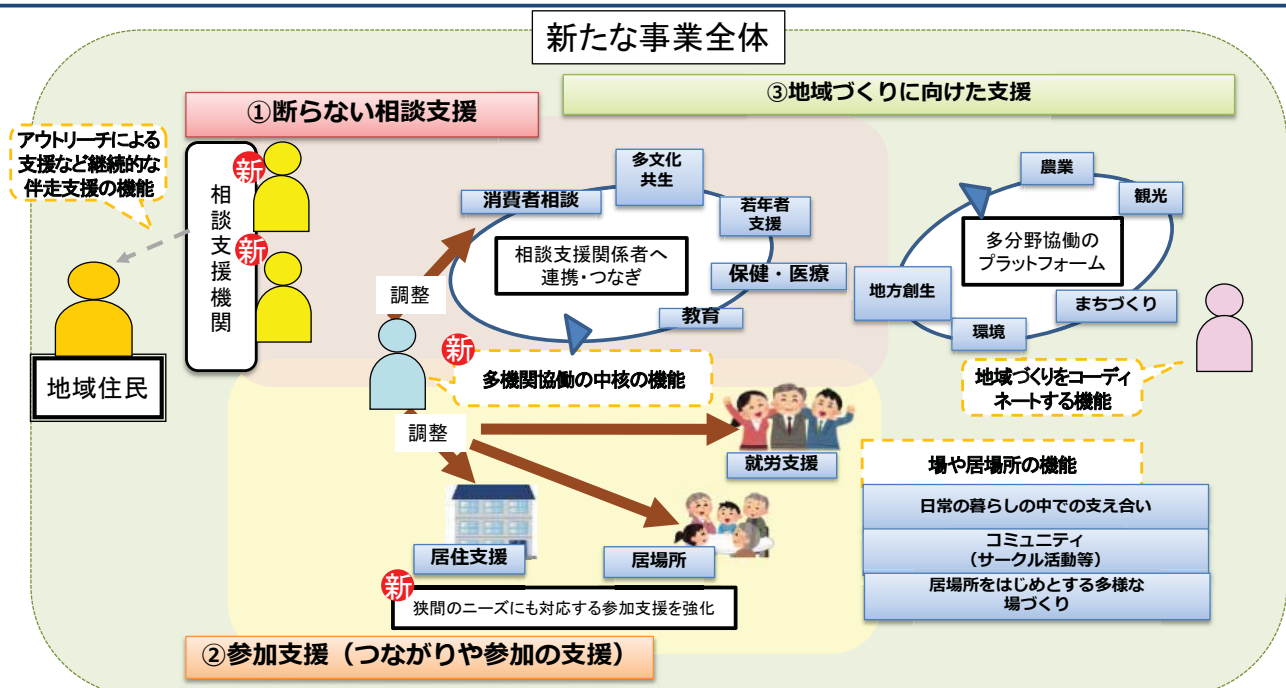 新たな事業全体
①断らない相談支援
③地域づくりに向けた支援
アウトリーチによる
支援など継続的な
伴走支援の機能
新
新
相談支援機関
地域住民
多文化
共生
消費者相談
若年者
支援
相談支援関係者へ
連携・つなぎ
保健・医療
教育
調整
新
多機関協働の中核の機能
農業
観光
多分野協働の
プラットフォーム
地方創生
まちづくり
環境
地域づくりをコーディ
ネートする機能
調整
就労支援
居住支援
居場所
新
狭間のニーズにも対応する参加支援を強化
②参加支援（つながりや参加の支援）
場や居場所の機能
日常の暮らしの中での支え合い
コミュニティ
（サークル活動等）
居場所をはじめとする多様な
場づくり